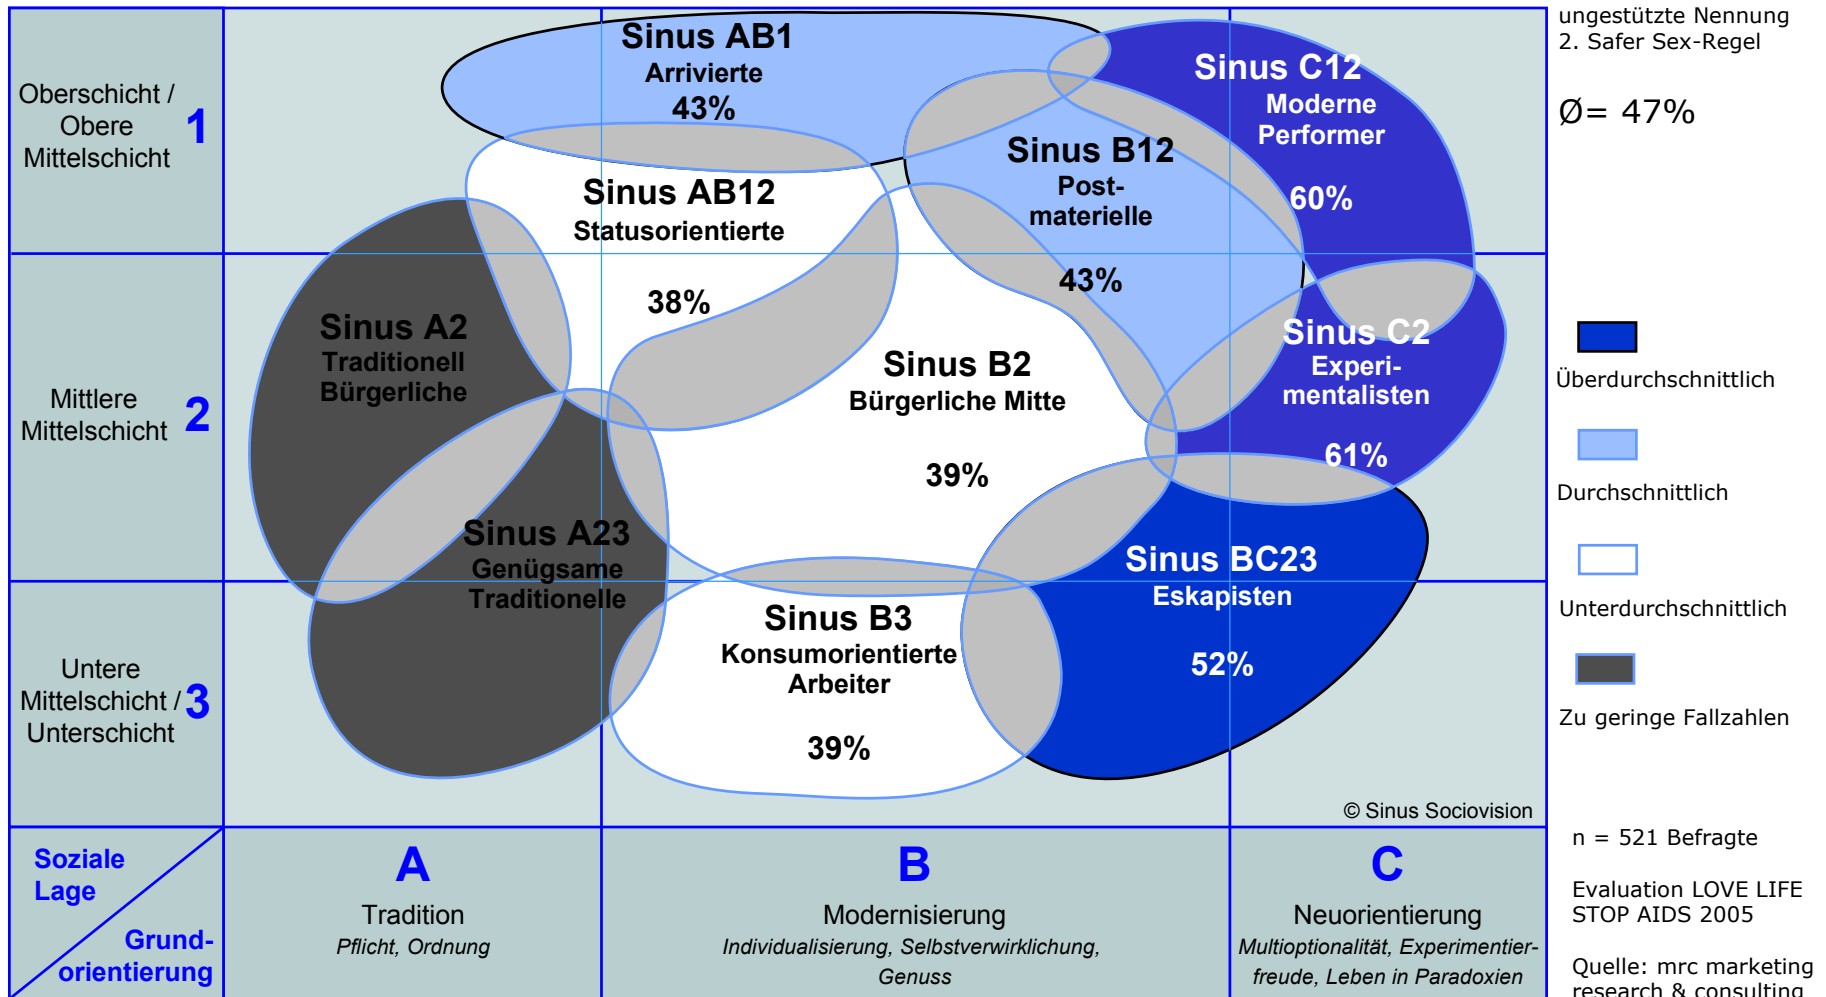 ungestützte Nennung
2. Safer Sex-Regel
Ø= 47%
Oberschicht /
Obere
Mittelschicht
1
Sinus AB1
Arrivierte
43%
Sinus C12
Moderne
Performer
60%
Sinus B12
Post-
materielle
43%
Sinus AB12
Statusorientierte
38%
Mittlere
Mittelschicht
2
Sinus A2
Traditionell
Bürgerliche
Sinus B2
Bürgerliche Mitte
39%
Sinus C2
Experi-
mentalisten
61%
Sinus A23
Genügsame
Traditionelle
Untere
Mittelschicht /
Unterschicht
3
Sinus B3
Konsumorientierte
Arbeiter
39%
Sinus BC23
Eskapisten
52%
Überdurchschnittlich
Durchschnittlich
Unterdurchschnittlich
Zu geringe Fallzahlen
© Sinus Sociovision
Soziale
Lage
Grund-
orientierung
A
Tradition
Pflicht, Ordnung
B
Modernisierung
Individualisierung, Selbstverwirklichung,
Genuss
C
Neuorientierung
Multioptionalität, Experimentier-
freude, Leben in Paradoxien
n = 521 Befragte
Evaluation LOVE LIFE
STOP AIDS 2005
Quelle: mrc marketing
research & consulting